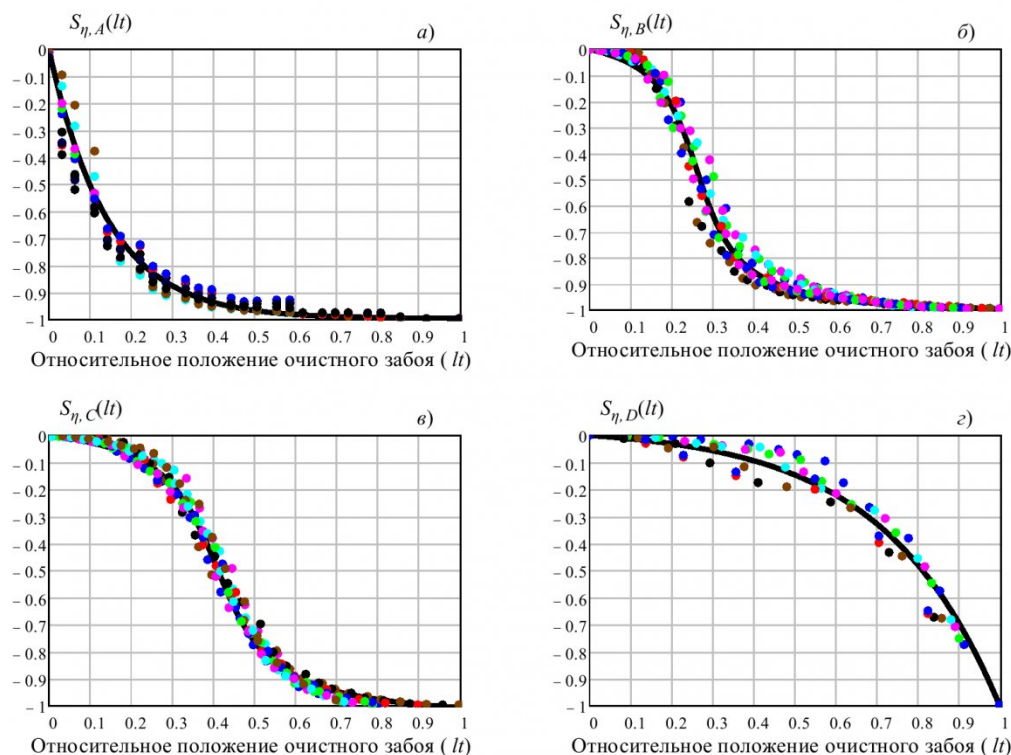 S_{η, A}(lt)
а)
0
– 0.1
– 0.2
– 0.3
– 0.4
– 0.5
– 0.6
– 0.7
– 0.8
– 0.9
– 1
0 0.1 0.2 0.3 0.4 0.5 0.6 0.7 0.8 0.9 1
Относительное положение очистного забоя ( lt)
S_{η, B}(lt)
б)
0
– 0.1
– 0.2
– 0.3
– 0.4
– 0.5
– 0.6
– 0.7
– 0.8
– 0.9
– 1
0 0.1 0.2 0.3 0.4 0.5 0.6 0.7 0.8 0.9 1
Относительное положение очистного забоя ( lt)
S_{η, C}(lt)
в)
0
– 0.1
– 0.2
– 0.3
– 0.4
– 0.5
– 0.6
– 0.7
– 0.8
– 0.9
– 1
0 0.1 0.2 0.3 0.4 0.5 0.6 0.7 0.8 0.9 1
Относительное положение очистного забоя ( lt)
S_{η, D}(lt)
г)
0
– 0.1
– 0.2
– 0.3
– 0.4
– 0.5
– 0.6
– 0.7
– 0.8
– 0.9
– 1
0 0.1 0.2 0.3 0.4 0.5 0.6 0.7 0.8 0.9 1
Относительное положение очистного забоя ( lt)